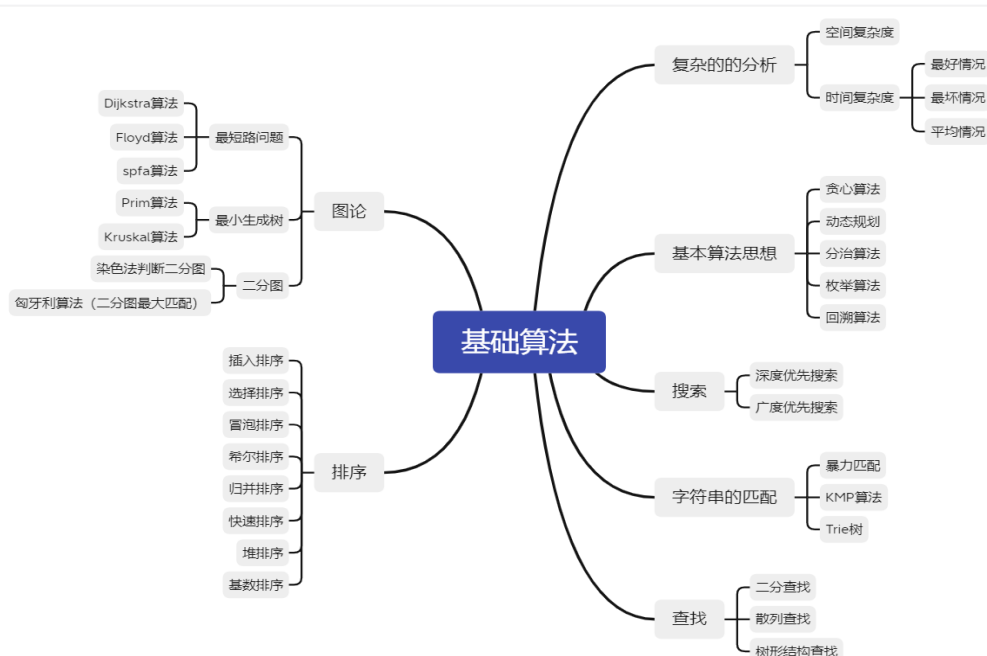 基础算法
复杂的的分析
空间复杂度
时间复杂度
最好情况
最坏情况
平均情况
基本算法思想
贪心算法
动态规划
分治算法
枚举算法
回溯算法
搜索
深度优先搜索
广度优先搜索
字符串的匹配
暴力匹配
KMP算法
Trie树
查找
二分查找
散列查找
树形结构查找
图论
最短路问题
Dijkstra算法
Floyd算法
spfa算法
最小生成树
Prim算法
Kruskal算法
二分图
染色法判断二分图
匈牙利算法（二分图最大匹配）
排序
插入排序
选择排序
冒泡排序
希尔排序
归并排序
快速排序
堆排序
基数排序